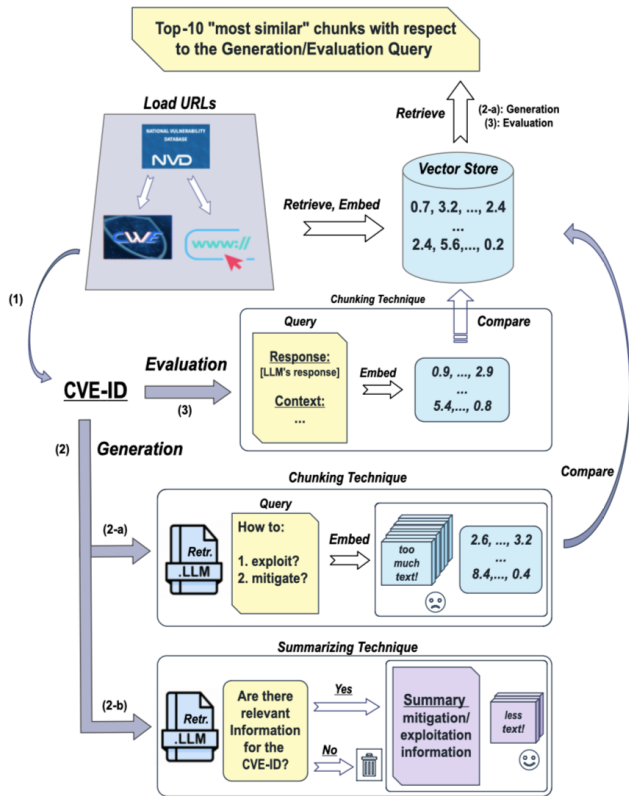 Top-10 "most similar" chunks with respect
to the Generation/Evaluation Query
Load URLs
NATIONAL VULNERABILITY
DATABASE
NVD
CWE
www://
Retrieve
(2-a): Generation
(3): Evaluation
Vector Store
0.7, 3.2, ..., 2.4
...
2.4, 5.6,..., 0.2
Retrieve, Embed
(1)
Chunking Technique
Compare
Query
Response:
[LLM's response]
Context:
...
Embed
0.9, ..., 2.9
...
5.4,..., 0.8
Evaluation
(3)
CVE-ID
(2)
Generation
Compare
Chunking Technique
(2-a)
Retr.
.LLM
Query
How to:
1. exploit?
2. mitigate?
Embed
too
much
text!
2.6, ..., 3.2
...
8.4,..., 0.4
Summarizing Technique
(2-b)
Retr.
.LLM
Are there
relevant
Information
for the
CVE-ID?
Yes
No
Summary
mitigation/
exploitation
information
less
text!